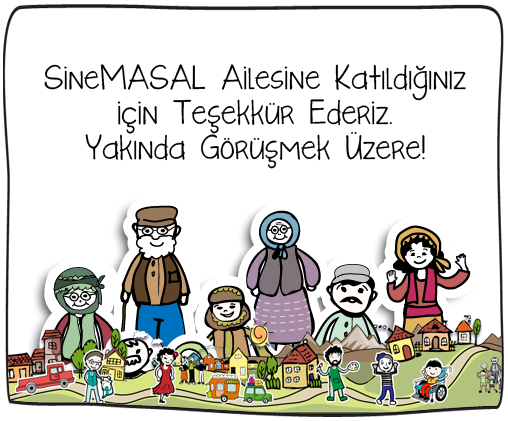 SineMASAL Ailesine Katıldığınız
için Teşekkür Ederiz.
Yakında Görüşmek Üzere!